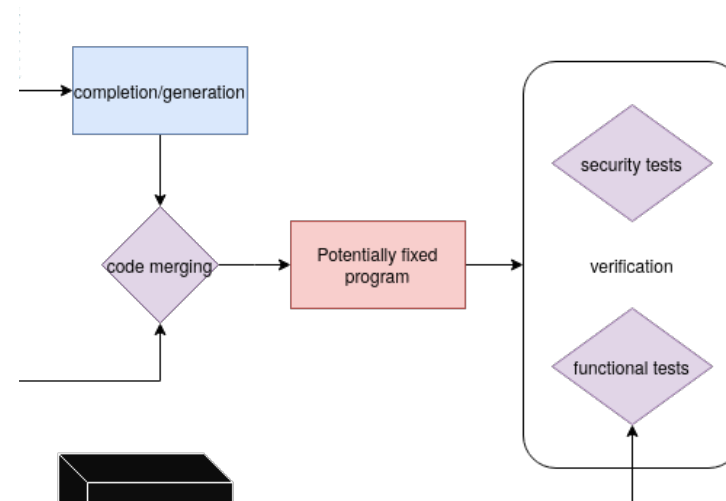 completion/generation
security tests
code merging
Potentially fixed
program
verification
functional tests